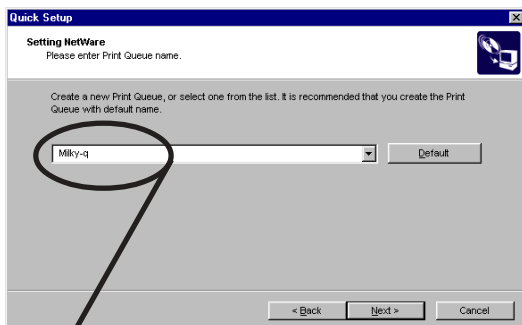 Quick Setup
Setting NetWare
Please enter Print Queue name.
Create a new Print Queue, or select one from the list. It is recommended that you create the Print
Queue with default name.
Milky-q
Default
< Back
Next >
Cancel